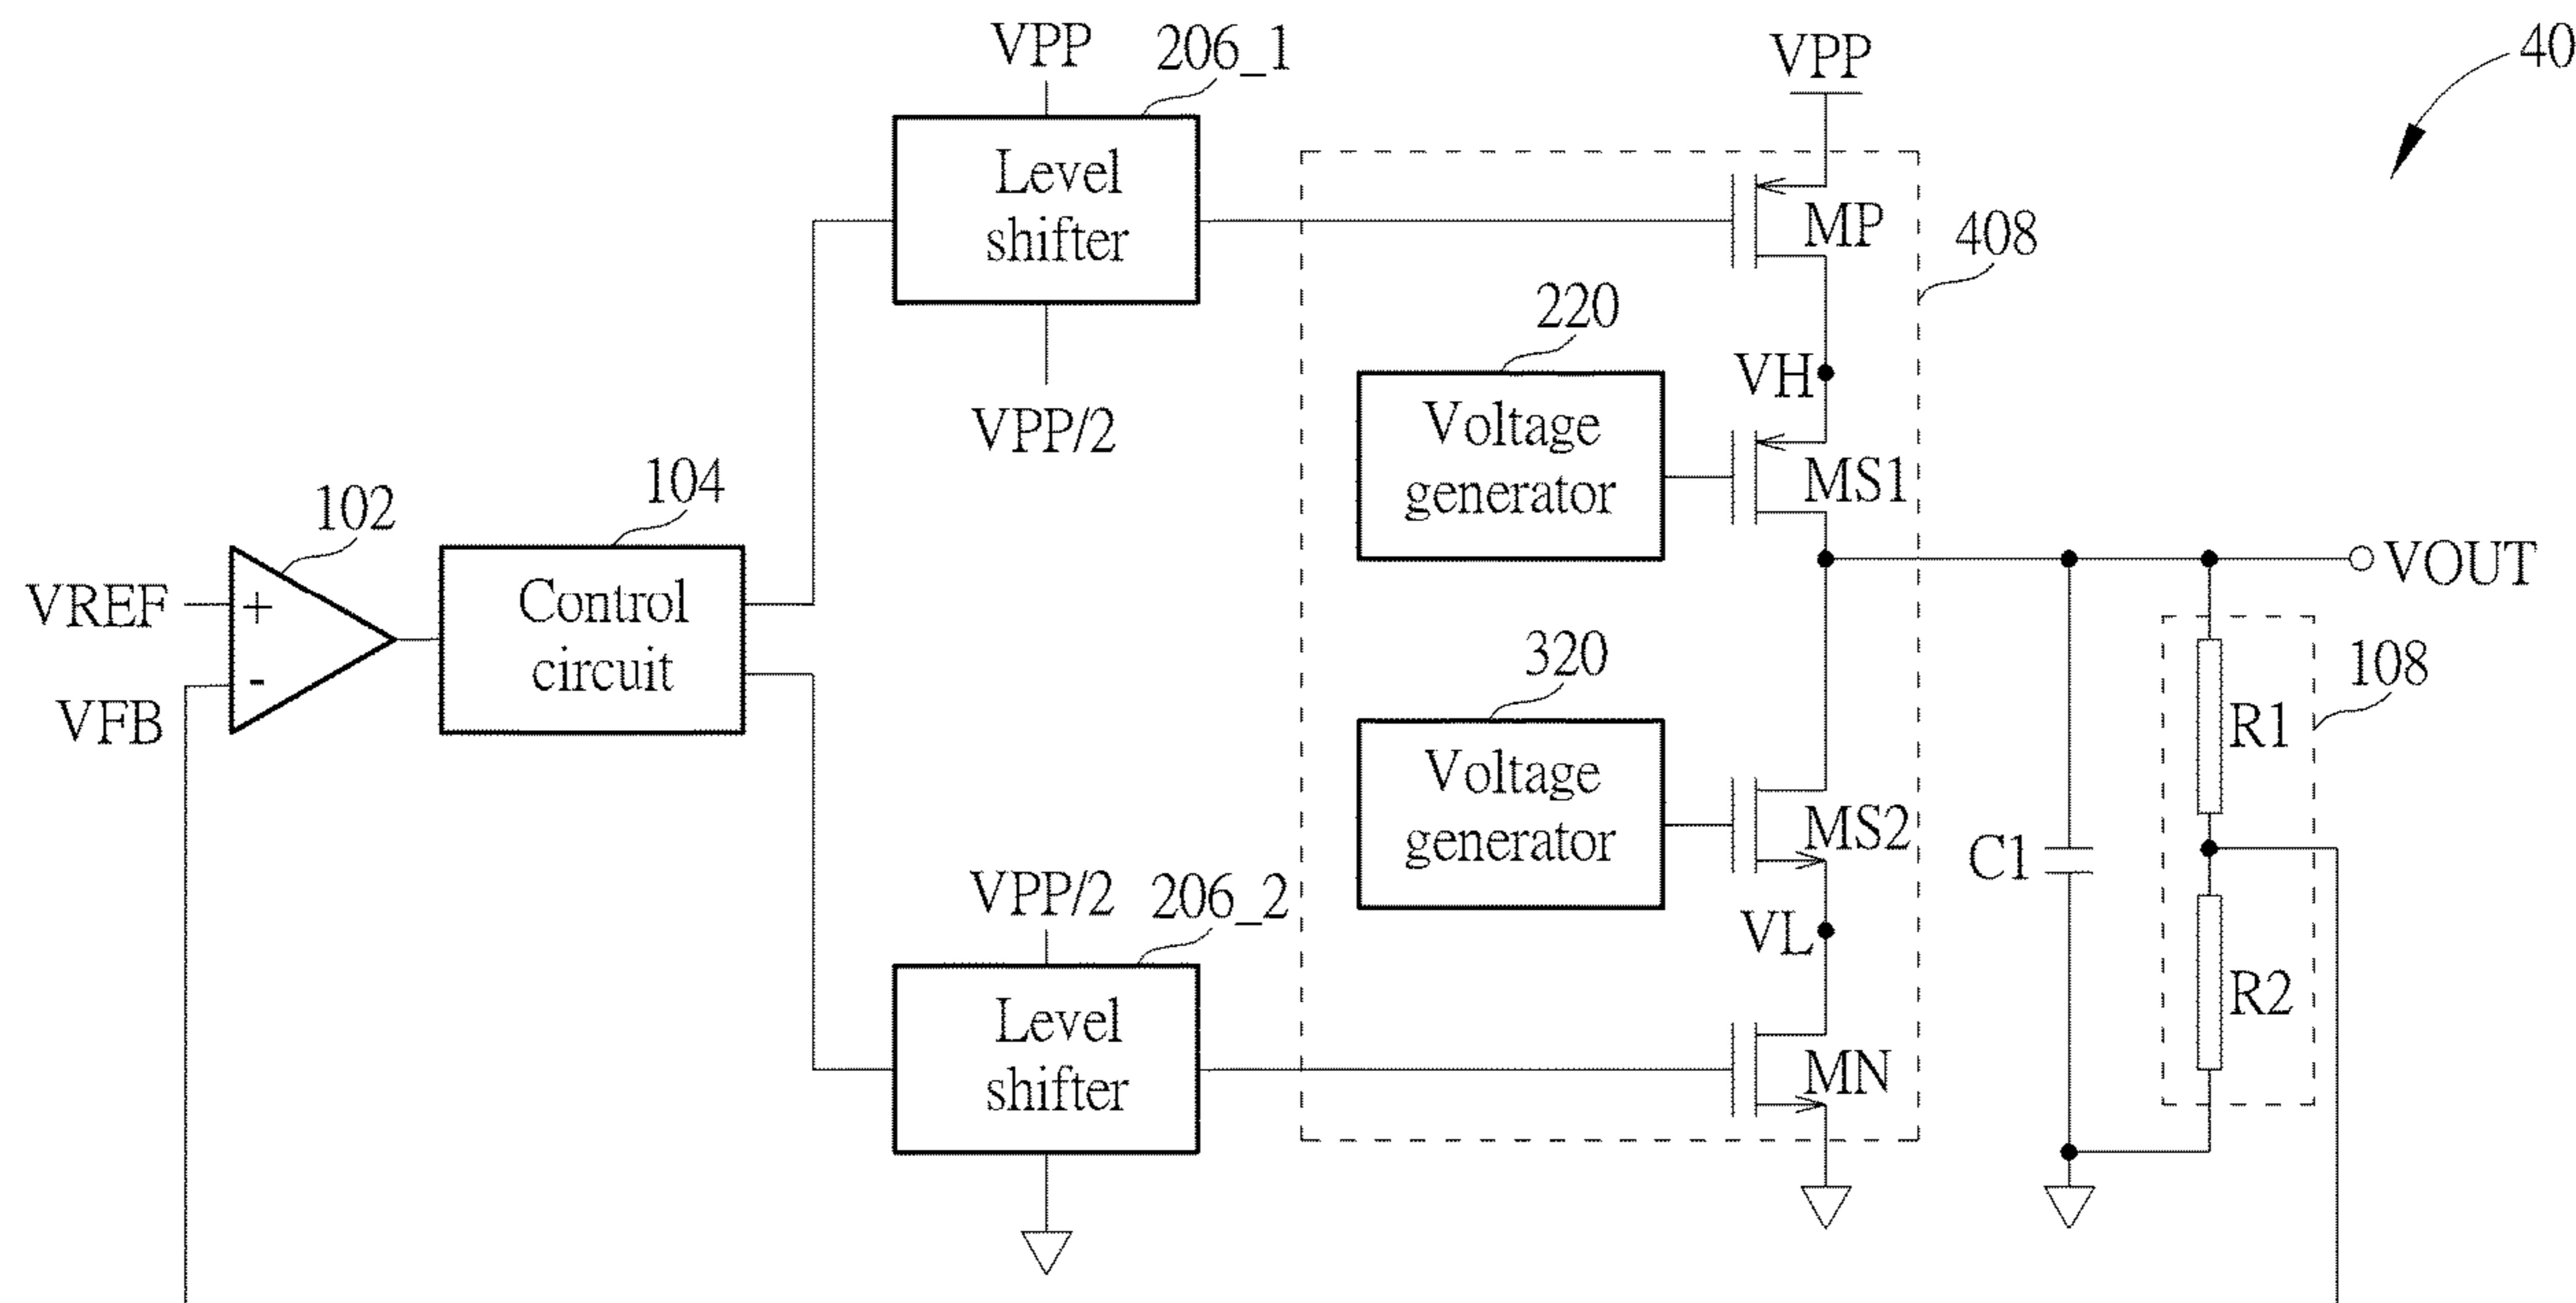 VPP
206_1
VPP
40
Level
shifter
MP
408
220
VH
Voltage
generator
VPP/2
MS1
102
104
VREF
+
-
VFB
Control
circuit
VOUT
320
108
R1
Voltage
generator
MS2
C1
VPP/2
206_2
VL
R2
Level
shifter
MN